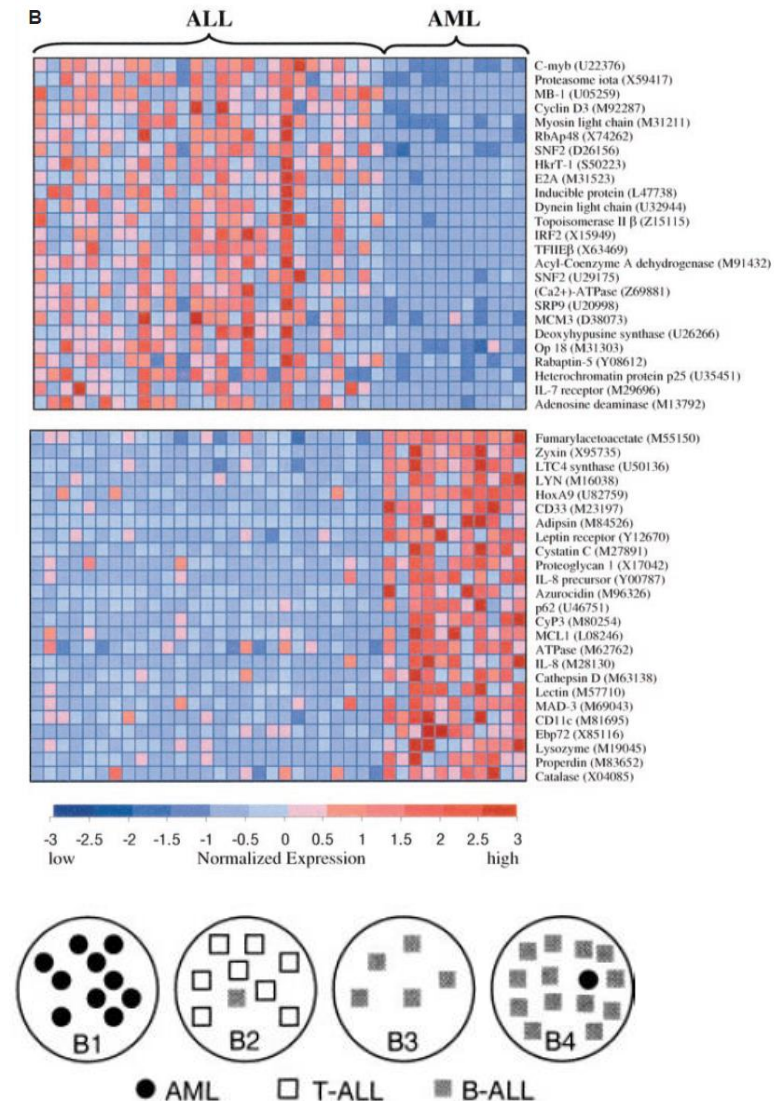 B
ALL
AML
C-myb (U22376)
Proteasome iota (X59417)
MB-1 (U05259)
Cyclin D3 (M92287)
Myosin light chain (M31211)
RbAp48 (X74262)
SNF2 (D26156)
HkrT-1 (S50223)
E2A (M31523)
Inducible protein (L47738)
Dynein light chain (U32944)
Topoisomerase II β (Z15115)
IRF2 (X15949)
TFIIEβ (X63469)
Acyl-Coenzyme A dehydrogenase (M91432)
SNF2 (U29175)
(Ca2+)-ATPase (Z69881)
SRP9 (U20998)
MCM3 (D38073)
Deoxyhypusine synthase (U26266)
Op 18 (M31303)
Rabaptin-5 (Y08612)
Heterochromatin protein p25 (U35451)
IL-7 receptor (M29696)
Adenosine deaminase (M13792)
Fumarylacetoacetate (M55150)
Zyxin (X95735)
LTC4 synthase (U50136)
LYN (M16038)
HoxA9 (U82759)
CD33 (M23197)
Adipsin (M84526)
Leptin receptor (Y12670)
Cystatin C (M27891)
Proteoglycan 1 (X17042)
IL-8 precursor (Y00787)
Azurocidin (M96326)
p62 (U46751)
CyP3 (M80254)
MCL1 (L08246)
ATPase (M62762)
IL-8 (M28130)
Cathepsin D (M63138)
Lectin (M57710)
MAD-3 (M69043)
CD11c (M81695)
Ebp72 (X85116)
Lysozyme (M19045)
Properdin (M83652)
Catalase (X04085)
-3 -2.5 -2 -1.5 -1 -0.5 0 0.5 1 1.5 2 2.5 3
low Normalized Expression high
B1 B2 B3 B4
AML T-ALL B-ALL